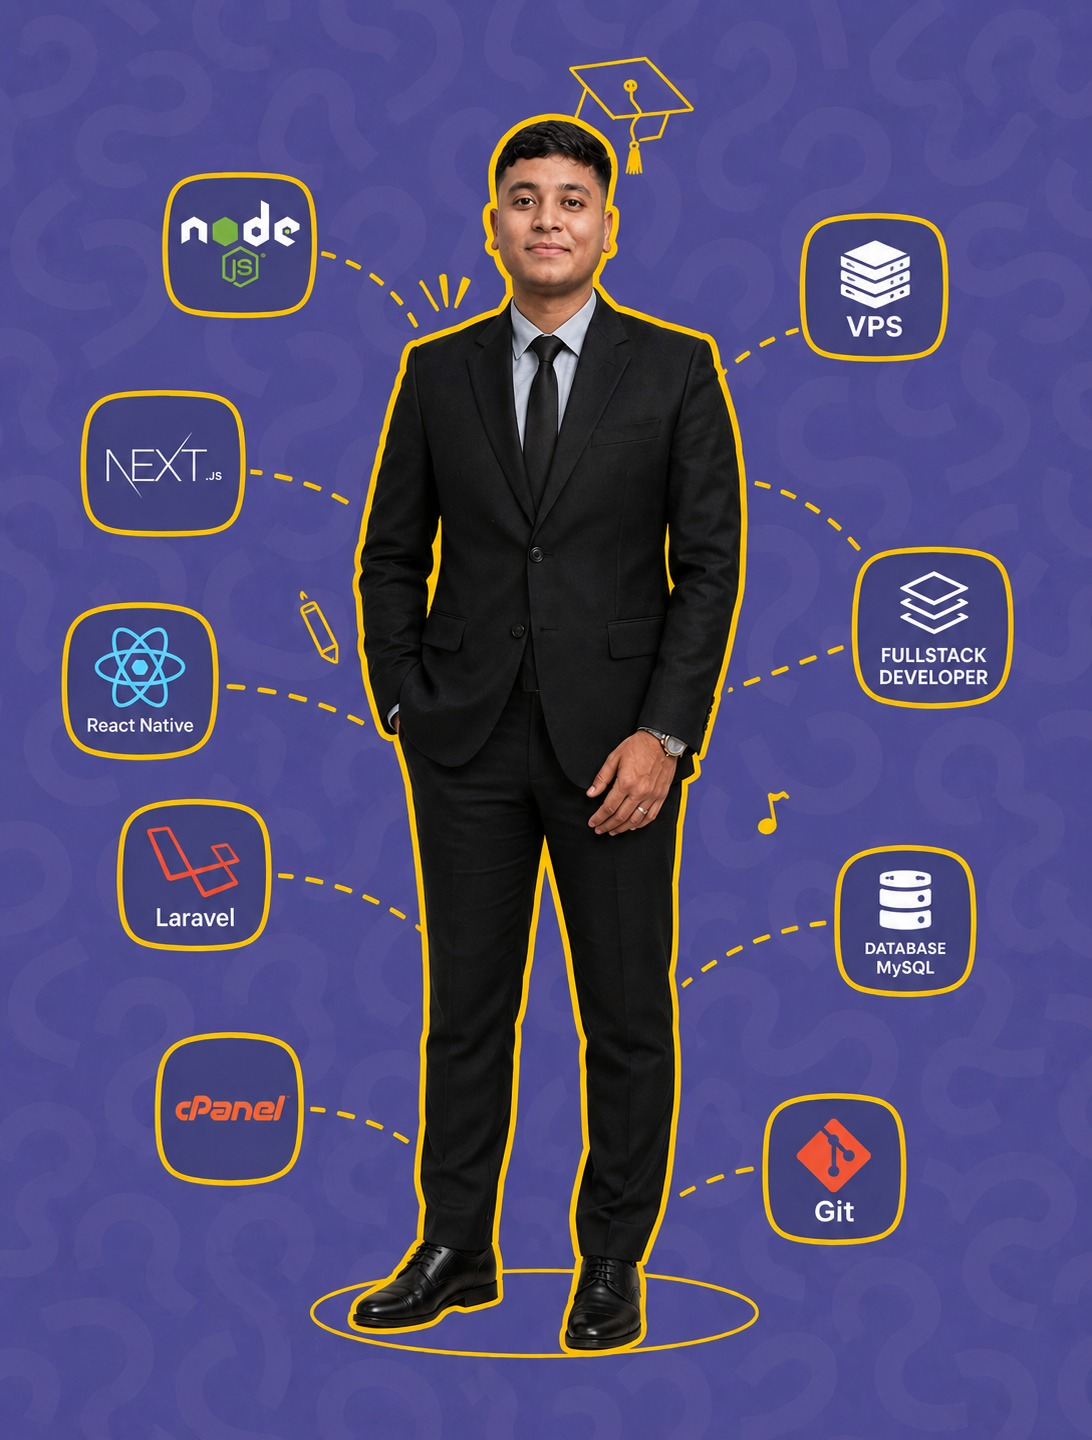 node
JS
VPS
NEXT.JS
FULLSTACK
DEVELOPER
React Native
Laravel
DATABASE
MySQL
cPanel
Git